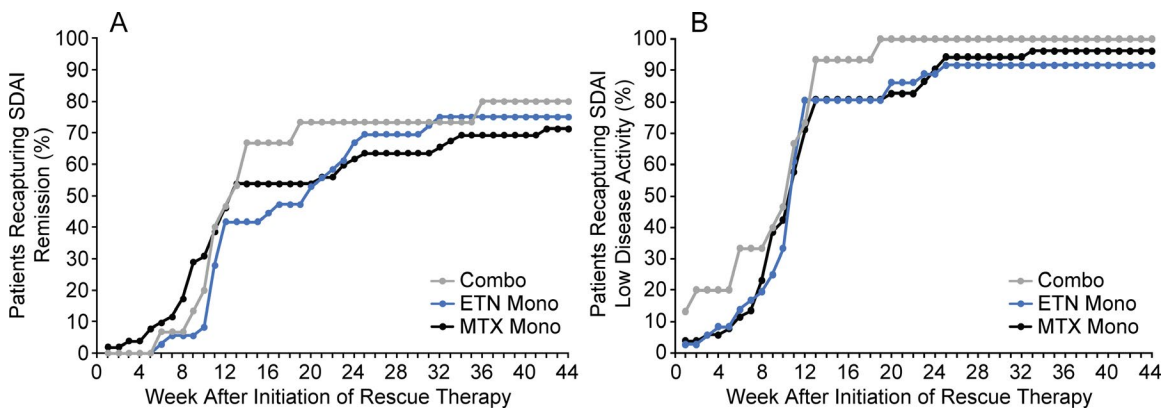 A
Patients Recapturing SDAI
Remission (%)
100
90
80
70
60
50
40
30
20
10
0
0 4 8 12 16 20 24 28 32 36 40 44
Week After Initiation of Rescue Therapy
Combo
ETN Mono
MTX Mono
B
Patients Recapturing SDAI
Low Disease Activity (%)
100
90
80
70
60
50
40
30
20
10
0
0 4 8 12 16 20 24 28 32 36 40 44
Week After Initiation of Rescue Therapy
Combo
ETN Mono
MTX Mono